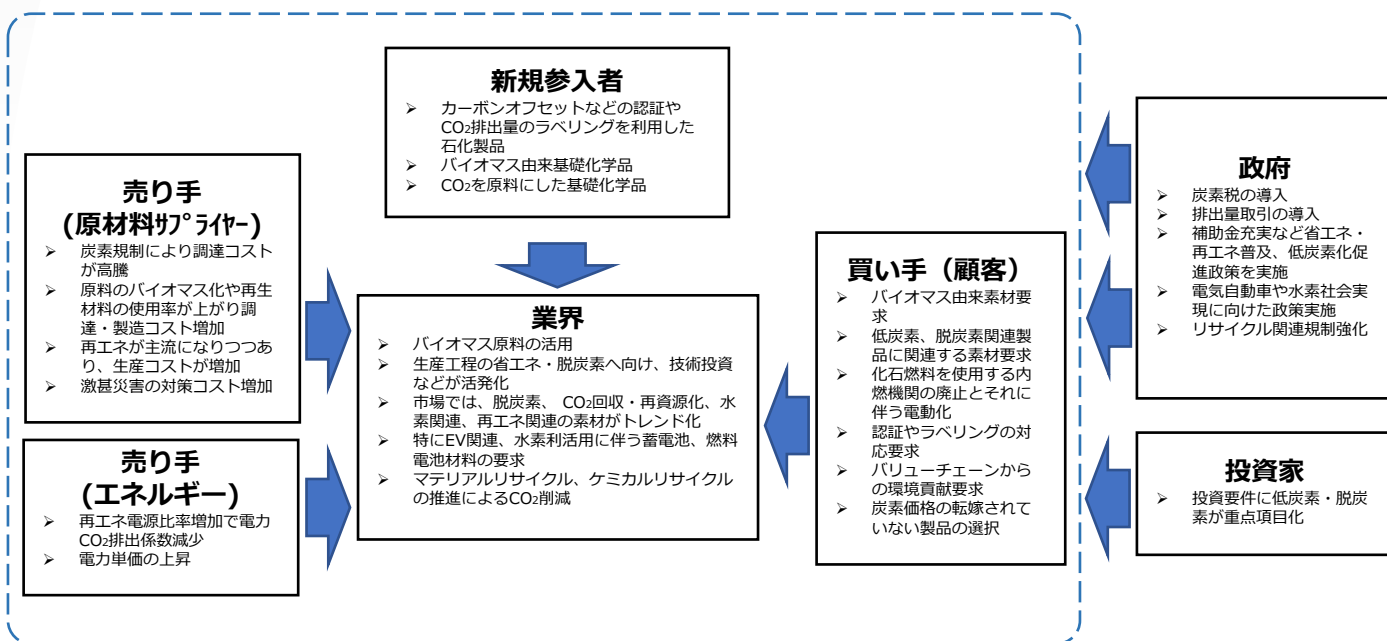 新規参入者
➢ カーボンオフセットなどの認証や
CO₂排出量のラベリングを利用した
石化製品
➢ バイオマス由来基礎化学品
➢ CO₂を原料にした基礎化学品
売り手
(原材料ｻﾌﾟﾗｲﾔｰ)
➢ 炭素規制により調達コスト
が高騰
➢ 原料のバイオマス化や再生
材料の使用率が上がり調
達・製造コスト増加
➢ 再エネが主流になりつつあ
り、生産コストが増加
➢ 激甚災害の対策コスト増加
売り手
(エネルギー)
➢ 再エネ電源比率増加で電力
CO₂排出係数減少
➢ 電力単価の上昇
業界
➢ バイオマス原料の活用
➢ 生産工程の省エネ・脱炭素へ向け、技術投資
などが活発化
➢ 市場では、脱炭素、 CO₂回収・再資源化、水
素関連、再エネ関連の素材がトレンド化
➢ 特にEV関連、水素利活用に伴う蓄電池、燃料
電池材料の要求
➢ マテリアルリサイクル、ケミカルリサイクル
の推進によるCO₂削減
買い手（顧客）
➢ バイオマス由来素材要
求
➢ 低炭素、脱炭素関連製
品に関連する素材要求
➢ 化石燃料を使用する内
燃機関の廃止とそれに
伴う電動化
➢ 認証やラベリングの対
応要求
➢ バリューチェーンから
の環境貢献要求
➢ 炭素価格の転嫁されて
いない製品の選択
政府
➢ 炭素税の導入
➢ 排出量取引の導入
➢ 補助金充実など省エネ・
再エネ普及、低炭素化促
進政策を実施
➢ 電気自動車や水素社会実
現に向けた政策実施
➢ リサイクル関連規制強化
投資家
➢ 投資要件に低炭素・脱炭
素が重点項目化